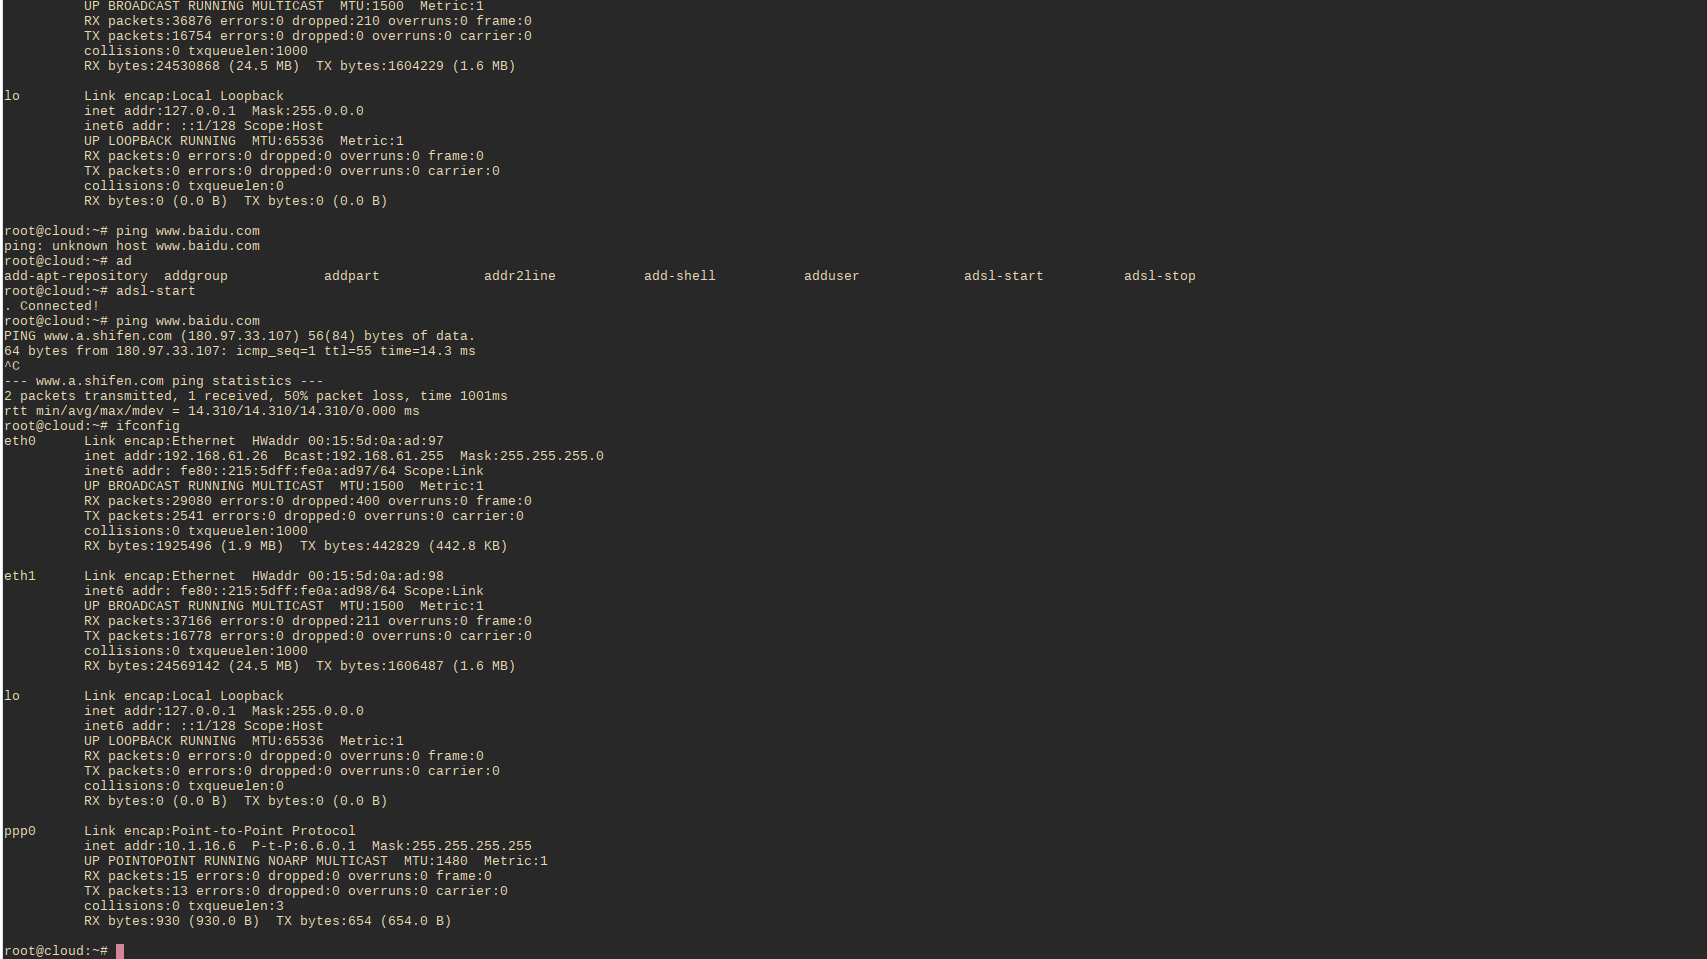 UP BROADCAST RUNNING MULTICAST  MTU:1500  Metric:1
          RX packets:36876 errors:0 dropped:210 overruns:0 frame:0
          TX packets:16754 errors:0 dropped:0 overruns:0 carrier:0
          collisions:0 txqueuelen:1000
          RX bytes:24530868 (24.5 MB)  TX bytes:1604229 (1.6 MB)

lo        Link encap:Local Loopback
          inet addr:127.0.0.1  Mask:255.0.0.0
          inet6 addr: ::1/128 Scope:Host
          UP LOOPBACK RUNNING  MTU:65536  Metric:1
          RX packets:0 errors:0 dropped:0 overruns:0 frame:0
          TX packets:0 errors:0 dropped:0 overruns:0 carrier:0
          collisions:0 txqueuelen:0
          RX bytes:0 (0.0 B)  TX bytes:0 (0.0 B)

root@cloud:~# ping www.baidu.com
ping: unknown host www.baidu.com
root@cloud:~# ad
add-apt-repository  addgroup            addpart             addr2line           add-shell           adduser             adsl-start          adsl-stop
root@cloud:~# adsl-start
. Connected!
root@cloud:~# ping www.baidu.com
PING www.a.shifen.com (180.97.33.107) 56(84) bytes of data.
64 bytes from 180.97.33.107: icmp_seq=1 ttl=55 time=14.3 ms
^C
--- www.a.shifen.com ping statistics ---
2 packets transmitted, 1 received, 50% packet loss, time 1001ms
rtt min/avg/max/mdev = 14.310/14.310/14.310/0.000 ms
root@cloud:~# ifconfig
eth0      Link encap:Ethernet  HWaddr 00:15:5d:0a:ad:97
          inet addr:192.168.61.26  Bcast:192.168.61.255  Mask:255.255.255.0
          inet6 addr: fe80::215:5dff:fe0a:ad97/64 Scope:Link
          UP BROADCAST RUNNING MULTICAST  MTU:1500  Metric:1
          RX packets:29080 errors:0 dropped:400 overruns:0 frame:0
          TX packets:2541 errors:0 dropped:0 overruns:0 carrier:0
          collisions:0 txqueuelen:1000
          RX bytes:1925496 (1.9 MB)  TX bytes:442829 (442.8 KB)

eth1      Link encap:Ethernet  HWaddr 00:15:5d:0a:ad:98
          inet6 addr: fe80::215:5dff:fe0a:ad98/64 Scope:Link
          UP BROADCAST RUNNING MULTICAST  MTU:1500  Metric:1
          RX packets:37166 errors:0 dropped:211 overruns:0 frame:0
          TX packets:16778 errors:0 dropped:0 overruns:0 carrier:0
          collisions:0 txqueuelen:1000
          RX bytes:24569142 (24.5 MB)  TX bytes:1606487 (1.6 MB)

lo        Link encap:Local Loopback
          inet addr:127.0.0.1  Mask:255.0.0.0
          inet6 addr: ::1/128 Scope:Host
          UP LOOPBACK RUNNING  MTU:65536  Metric:1
          RX packets:0 errors:0 dropped:0 overruns:0 frame:0
          TX packets:0 errors:0 dropped:0 overruns:0 carrier:0
          collisions:0 txqueuelen:0
          RX bytes:0 (0.0 B)  TX bytes:0 (0.0 B)

ppp0      Link encap:Point-to-Point Protocol
          inet addr:10.1.16.6  P-t-P:6.6.0.1  Mask:255.255.255.255
          UP POINTOPOINT RUNNING NOARP MULTICAST  MTU:1480  Metric:1
          RX packets:15 errors:0 dropped:0 overruns:0 frame:0
          TX packets:13 errors:0 dropped:0 overruns:0 carrier:0
          collisions:0 txqueuelen:3
          RX bytes:930 (930.0 B)  TX bytes:654 (654.0 B)

root@cloud:~#